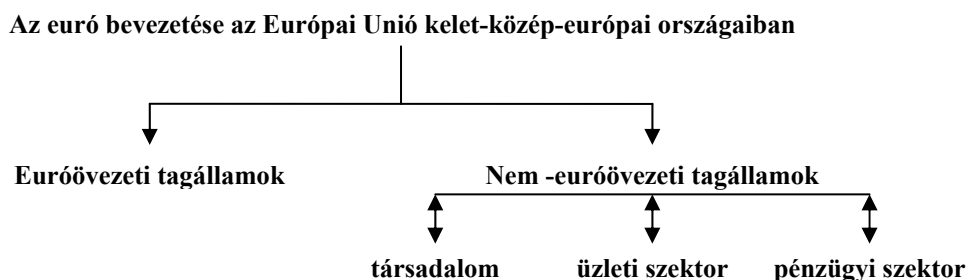 Az euró bevezetése az Európai Unió kelet-közép-európai országaiban
Euróövezeti tagállamok Nem -euróövezeti tagállamok
társadalom üzleti szektor pénzügyi szektor